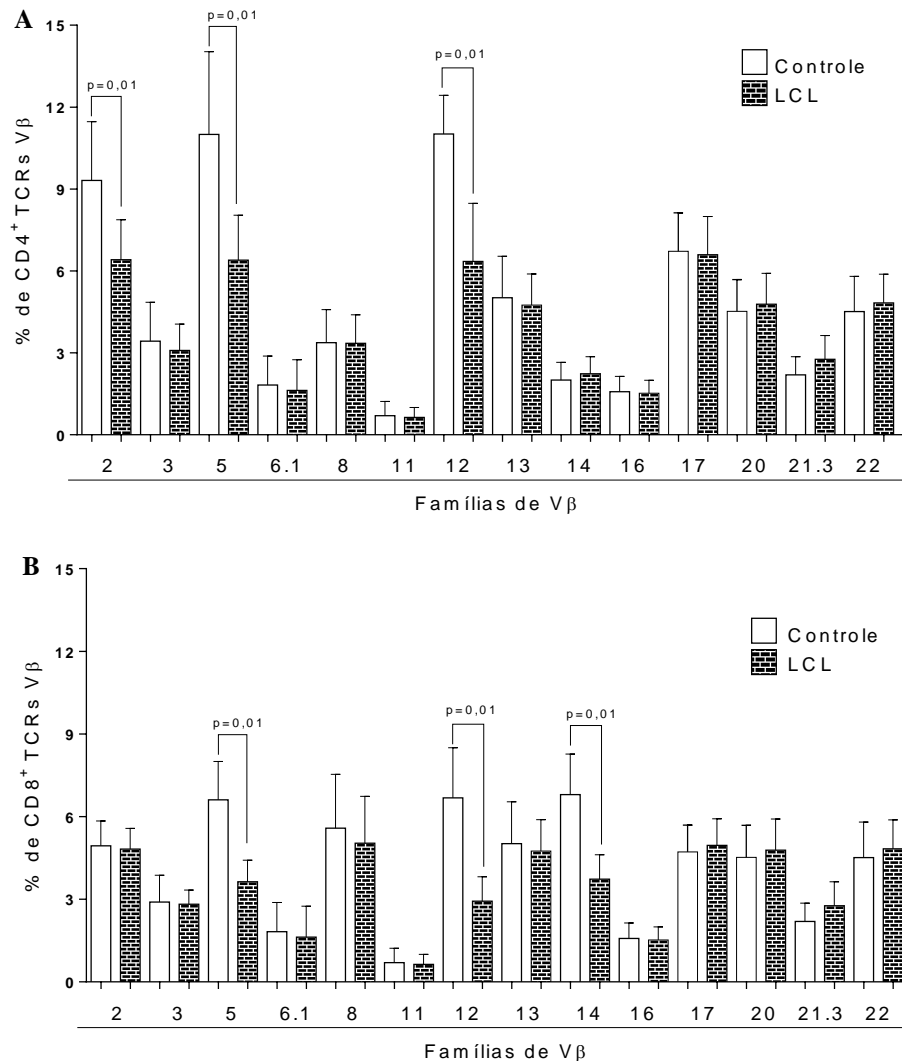 A
% de CD4+ TCRs Vβ
15
12
9
6
3
0
p=0,01
p=0,01
p=0,01
Controle
LCL
2 3 5 6.1 8 11 12 13 14 16 17 20 21.3 22
Famílias de Vβ
B
% de CD8+ TCRs Vβ
15
12
9
6
3
0
p=0,01
p=0,01
p=0,01
Controle
LCL
2 3 5 6.1 8 11 12 13 14 16 17 20 21.3 22
Famílias de Vβ